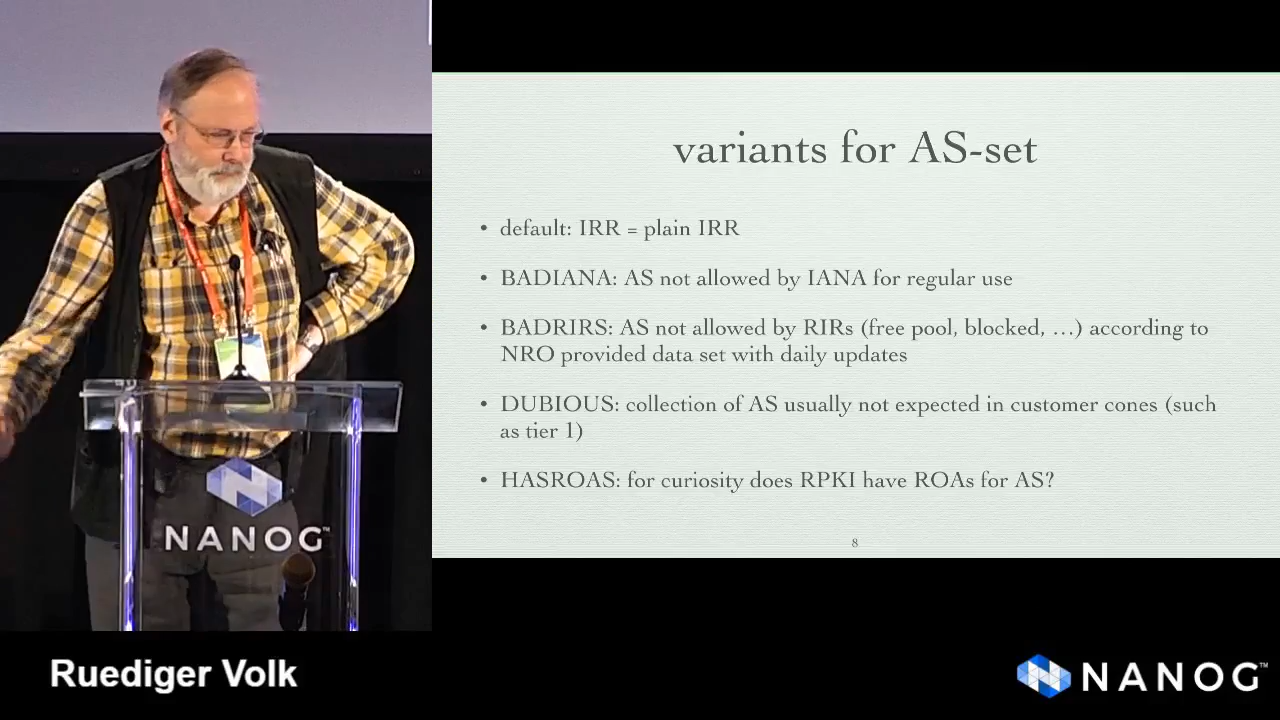 variants for AS-set
• default: IRR = plain IRR
• BADIANA: AS not allowed by IANA for regular use
• BADRIRS: AS not allowed by RIRs (free pool, blocked, …) according to
NRO provided data set with daily updates
• DUBIOUS: collection of AS usually not expected in customer cones (such
as tier 1)
• HASROAS: for curiosity does RPKI have ROAs for AS?
8
NANOG™
Ruediger Volk
NANOG™